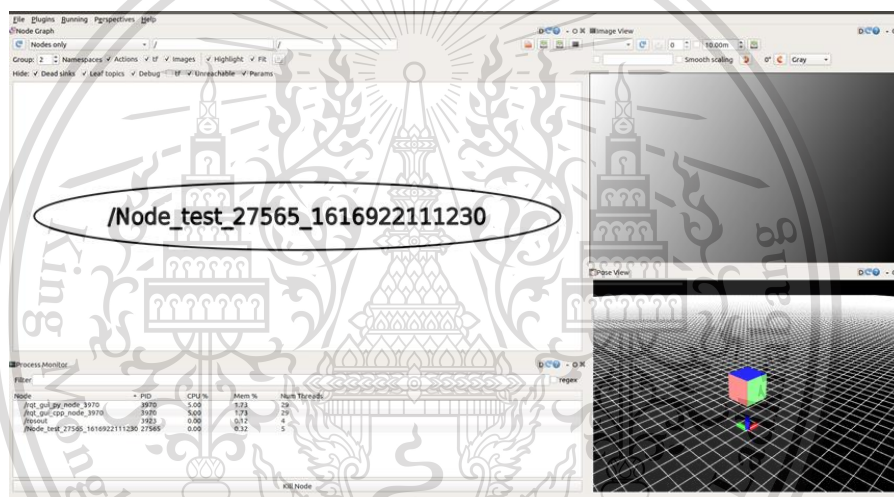 File Plugins Running Perspectives Help
Node Graph
Nodes only / /
Group: 2 Namespaces Actions tf Images Highlight Fit
Hide: Dead sinks Leaf topics Debug tf Unreachable Params
/Node_test_27565_1616922111230
Process Monitor
Filter regex
Node PID CPU % Mem % Num Threads
/rqt_gui_py_node_3970 3970 5.00 1.73 29
/rqt_gui_cpp_node_3970 3970 5.00 1.73 29
/rosout 3923 0.00 0.12 4
/Node_test_27565_1616922111230 27565 0.00 0.32 5
Kill Node
Image View
0 10.00m
Smooth scaling 0° Gray
Pose View
King